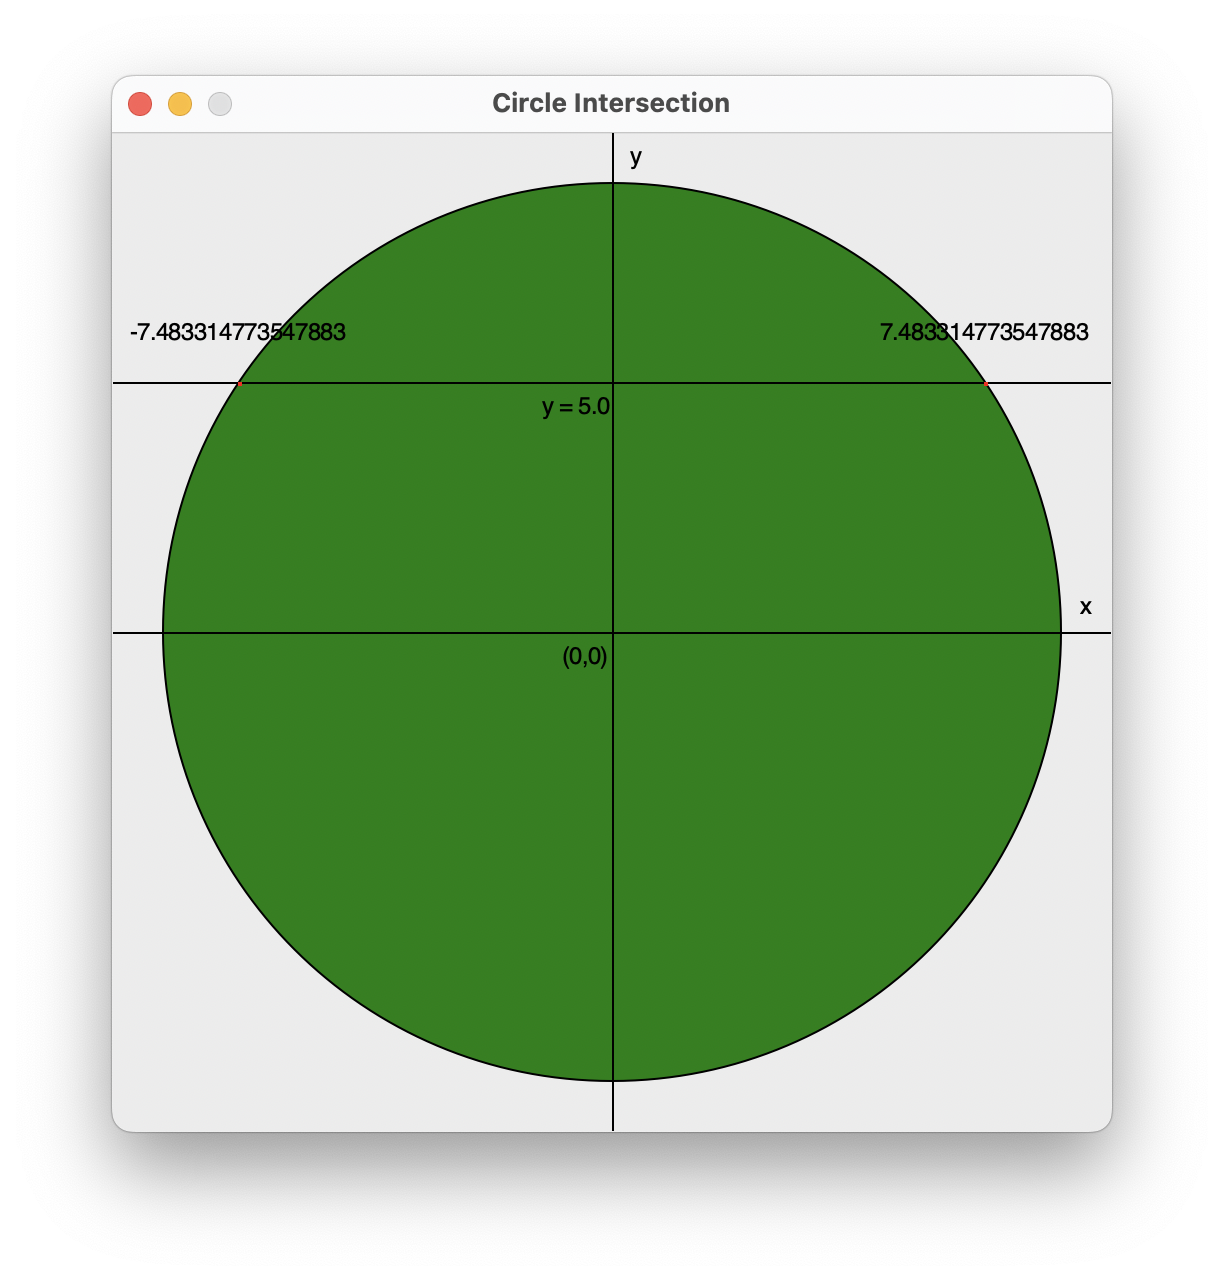 Circle Intersection
y
-7.483314773547883
7.483314773547883
y = 5.0
x
(0,0)